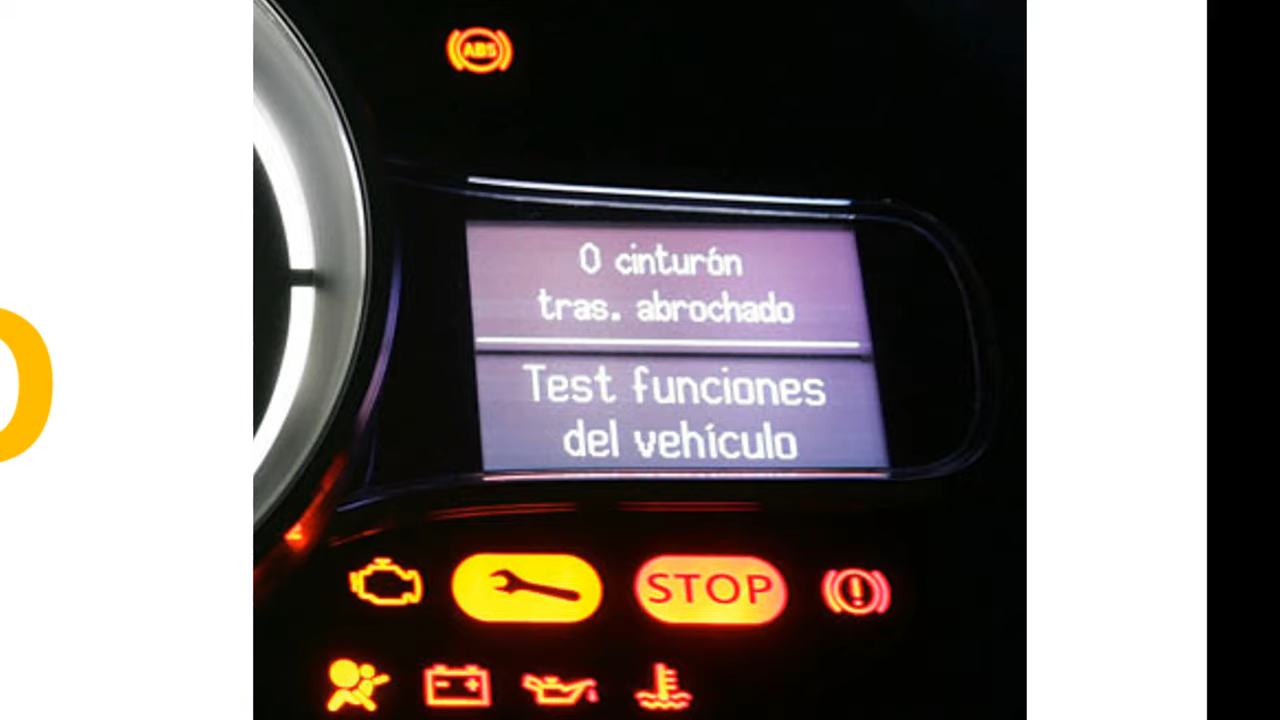 ABS
0 cinturón
tras. abrochado
Test funciones
del vehículo
STOP